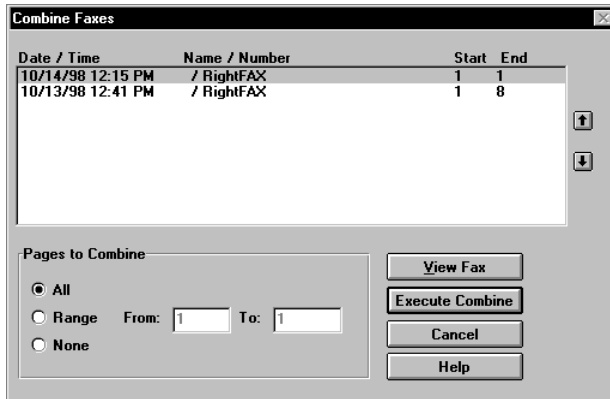 Combine Faxes
Date / Time Name / Number Start End
10/14/98 12:15 PM / RightFAX 1 1
10/13/98 12:41 PM / RightFAX 1 8
Pages to Combine
All
Range From: 1 To: 1
None
View Fax
Execute Combine
Cancel
Help